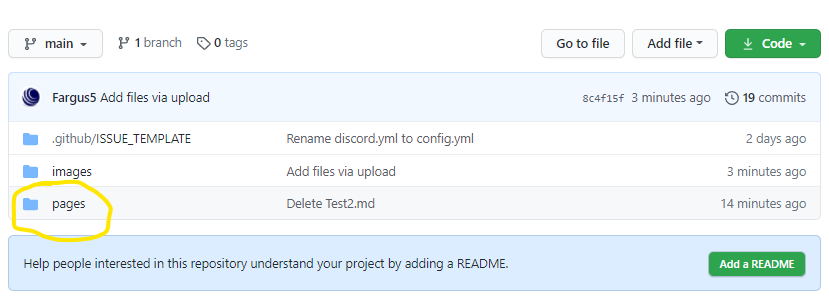 main 1 branch 0 tags Go to file Add file Code
Fargus5 Add files via upload 8c4f15f 3 minutes ago 19 commits
.github/ISSUE_TEMPLATE Rename discord.yml to config.yml 2 days ago
images Add files via upload 3 minutes ago
pages Delete Test2.md 14 minutes ago
Help people interested in this repository understand your project by adding a README. Add a README